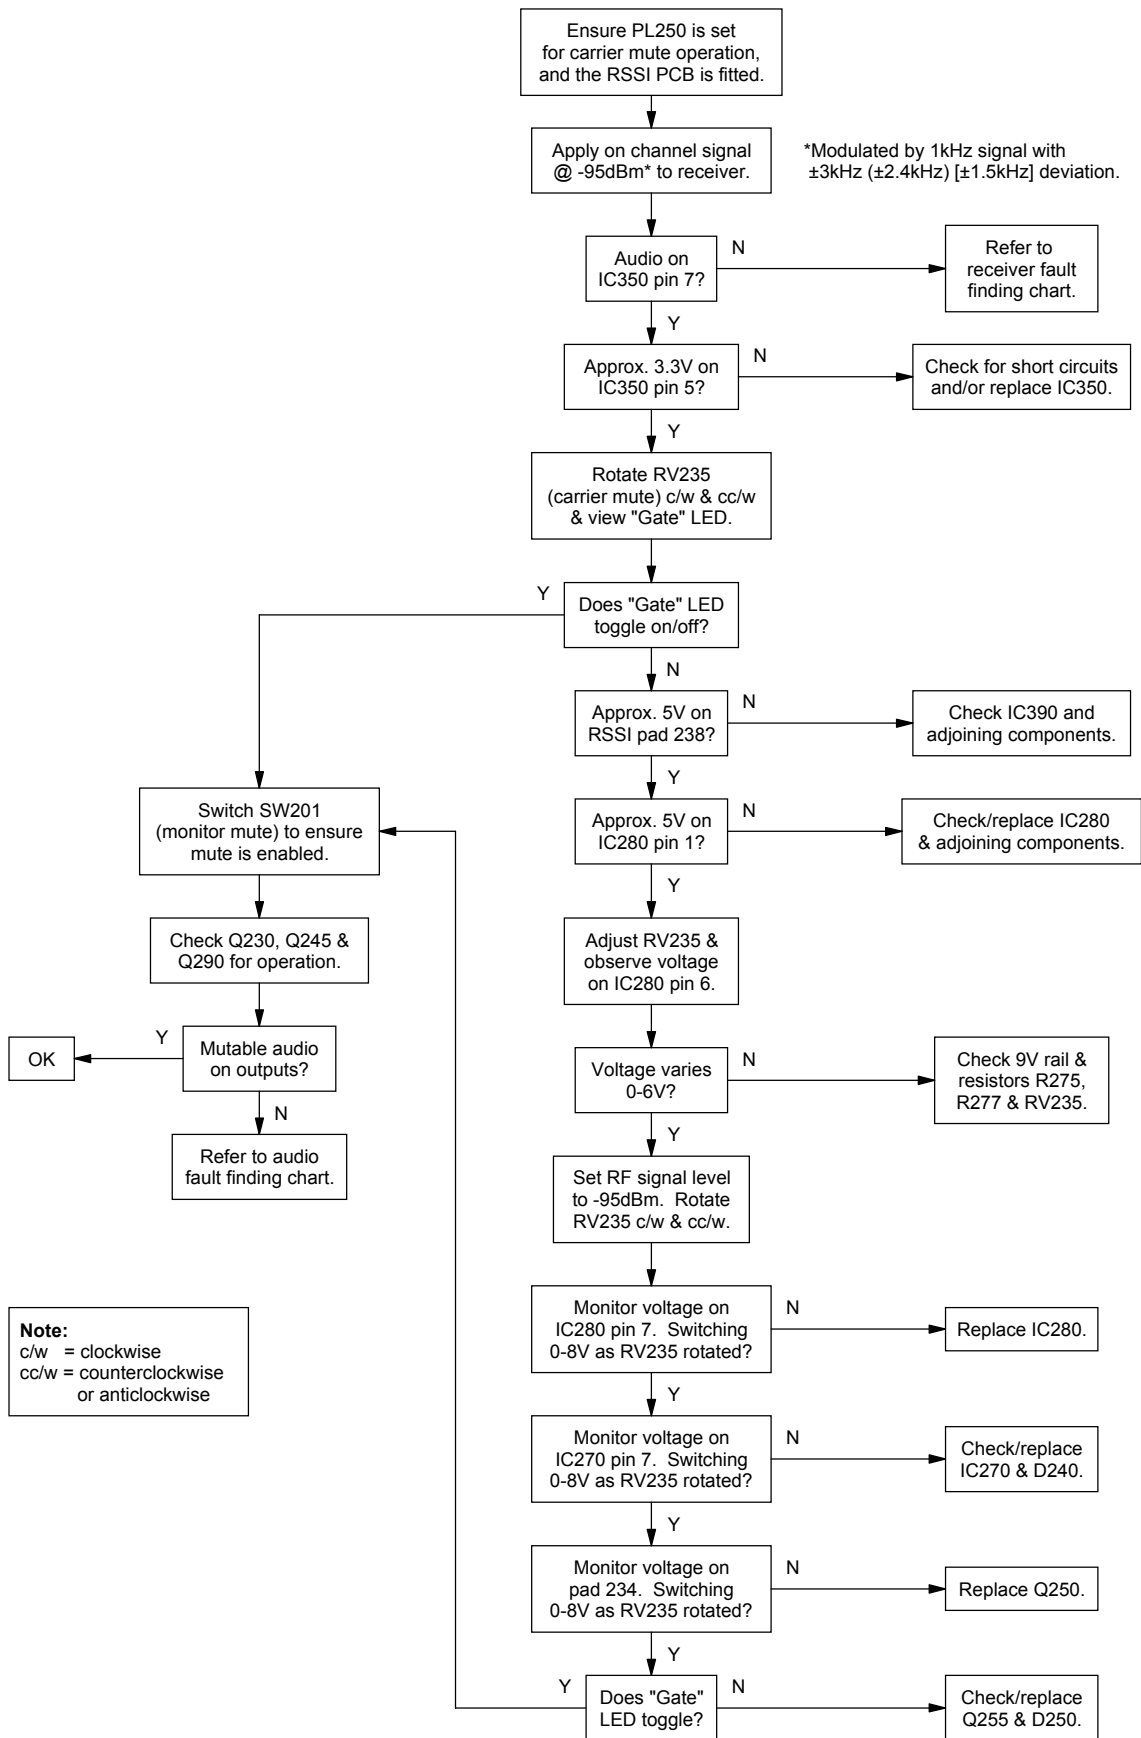 Ensure PL250 is set
for carrier mute operation,
and the RSSI PCB is fitted.
Apply on channel signal
@ -95dBm* to receiver.
*Modulated by 1kHz signal with
±3kHz (±2.4kHz) [±1.5kHz] deviation.
Audio on
IC350 pin 7?
N
Refer to
receiver fault
finding chart.
Y
Approx. 3.3V on
IC350 pin 5?
N
Check for short circuits
and/or replace IC350.
Y
Rotate RV235
(carrier mute) c/w & cc/w
& view "Gate" LED.
Does "Gate" LED
toggle on/off?
Y
N
Approx. 5V on
RSSI pad 238?
N
Check IC390 and
adjoining components.
Y
Switch SW201
(monitor mute) to ensure
mute is enabled.
Approx. 5V on
IC280 pin 1?
N
Check/replace IC280
& adjoining components.
Y
Check Q230, Q245 &
Q290 for operation.
Adjust RV235 &
observe voltage
on IC280 pin 6.
Mutable audio
on outputs?
Y
OK
N
Refer to audio
fault finding chart.
Voltage varies
0-6V?
N
Check 9V rail &
resistors R275,
R277 & RV235.
Y
Set RF signal level
to -95dBm. Rotate
RV235 c/w & cc/w.
Note:
c/w = clockwise
cc/w = counterclockwise
or anticlockwise
Monitor voltage on
IC280 pin 7. Switching
0-8V as RV235 rotated?
N
Replace IC280.
Y
Monitor voltage on
IC270 pin 7. Switching
0-8V as RV235 rotated?
N
Check/replace
IC270 & D240.
Y
Monitor voltage on
pad 234. Switching
0-8V as RV235 rotated?
N
Replace Q250.
Y
Does "Gate"
LED toggle?
Y
N
Check/replace
Q255 & D250.